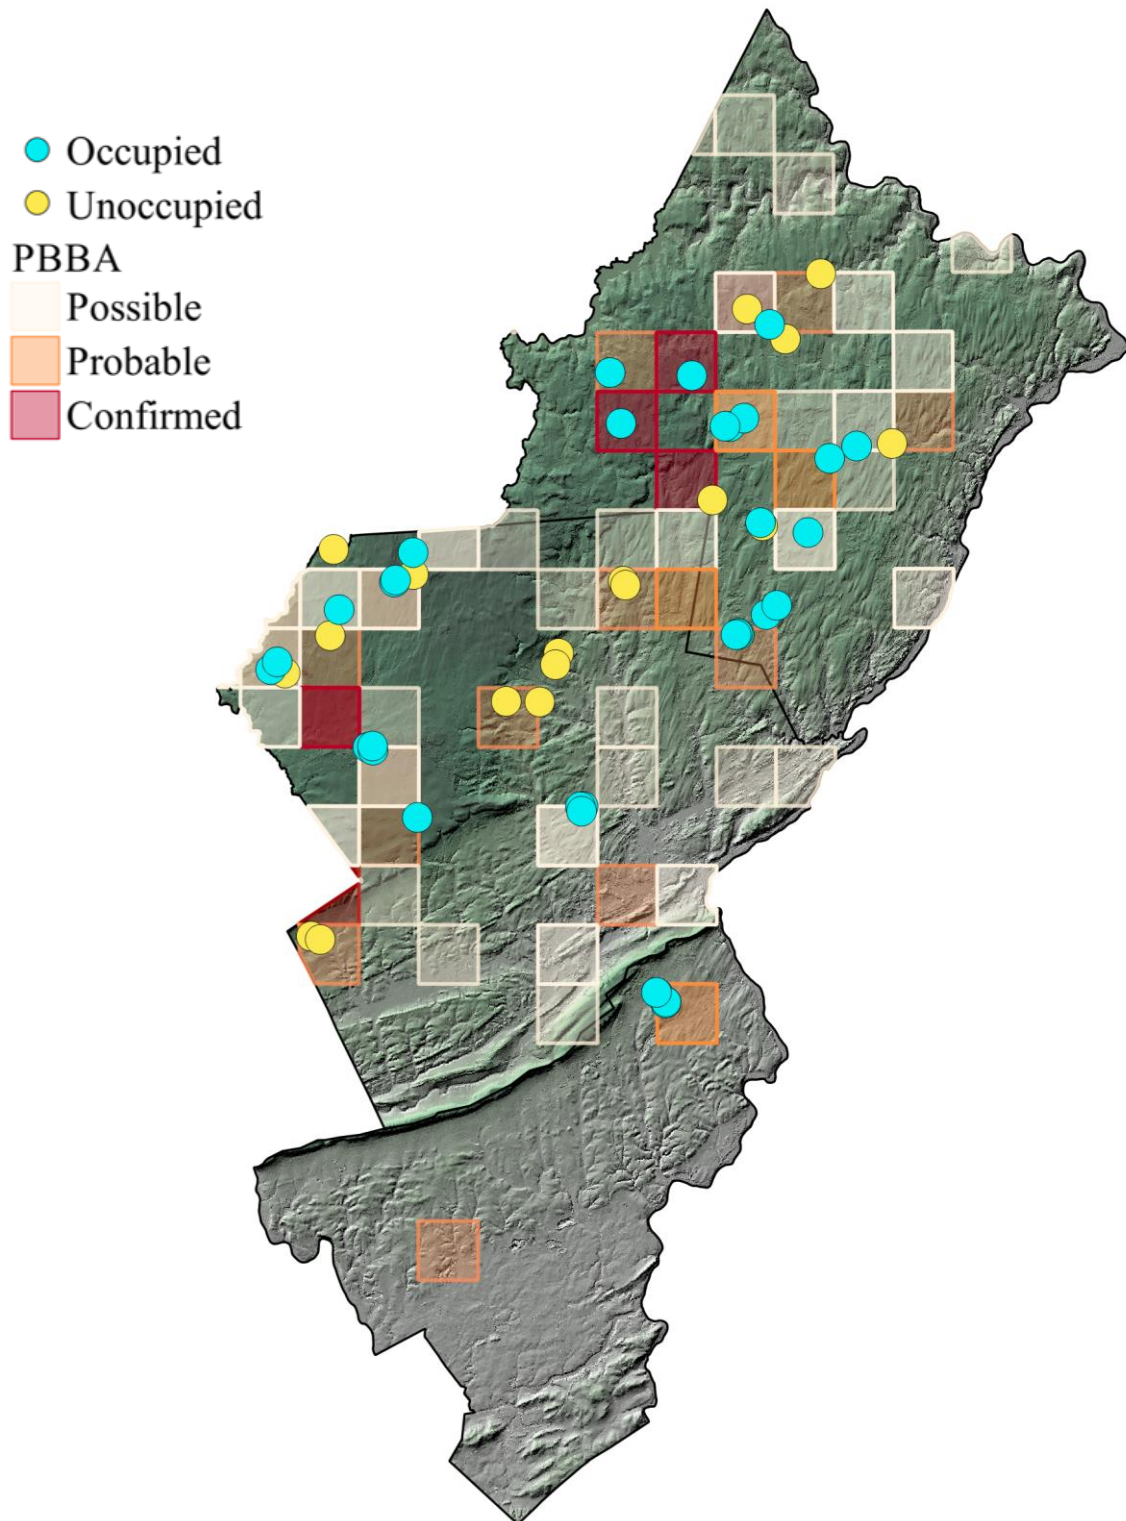 Occupied
Unoccupied
PBBA
Possible
Probable
Confirmed